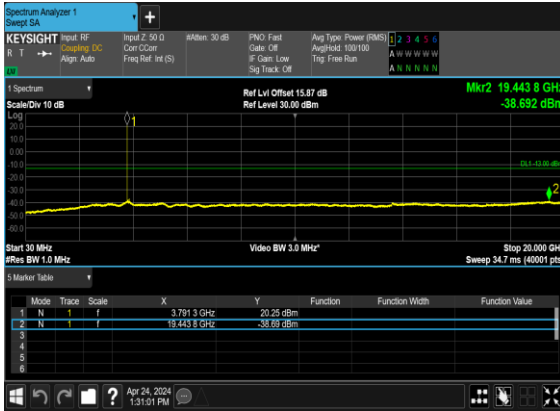 Spectrum Analyzer 1
Swept SA
+
KEYSIGHT
R T
LV
Input: RF
Coupling: DC
Align: Auto
Input Z: 50 Ω
Corr CCorr
Freq Ref: Int (S)
#Atten: 30 dB
PNO: Fast
Gate: Off
IF Gain: Low
Sig Track: Off
Avg Type: Power (RMS)
Avg|Hold: 100/100
Trig: Free Run
1 2 3 4 5 6
A W W W W W
A N N N N N
1 Spectrum
Scale/Div 10 dB
Ref Lvl Offset 15.87 dB
Ref Level 30.00 dBm
Mkr2 19.443 8 GHz
-38.692 dBm
Log
20.0
10.0
0.00
-10.0
-20.0
-30.0
-40.0
-50.0
-60.0
1
DL1 -13.00 dBm
2
Start 30 MHz
#Res BW 1.0 MHz
Video BW 3.0 MHz*
Stop 20.000 GHz
Sweep 34.7 ms (40001 pts)
5 Marker Table
Mode Trace Scale X Y Function Function Width Function Value
1 N 1 f 3.791 3 GHz 20.25 dBm
2 N 1 f 19.443 8 GHz -38.69 dBm
3
4
5
6
?
Apr 24, 2024
1:31:01 PM